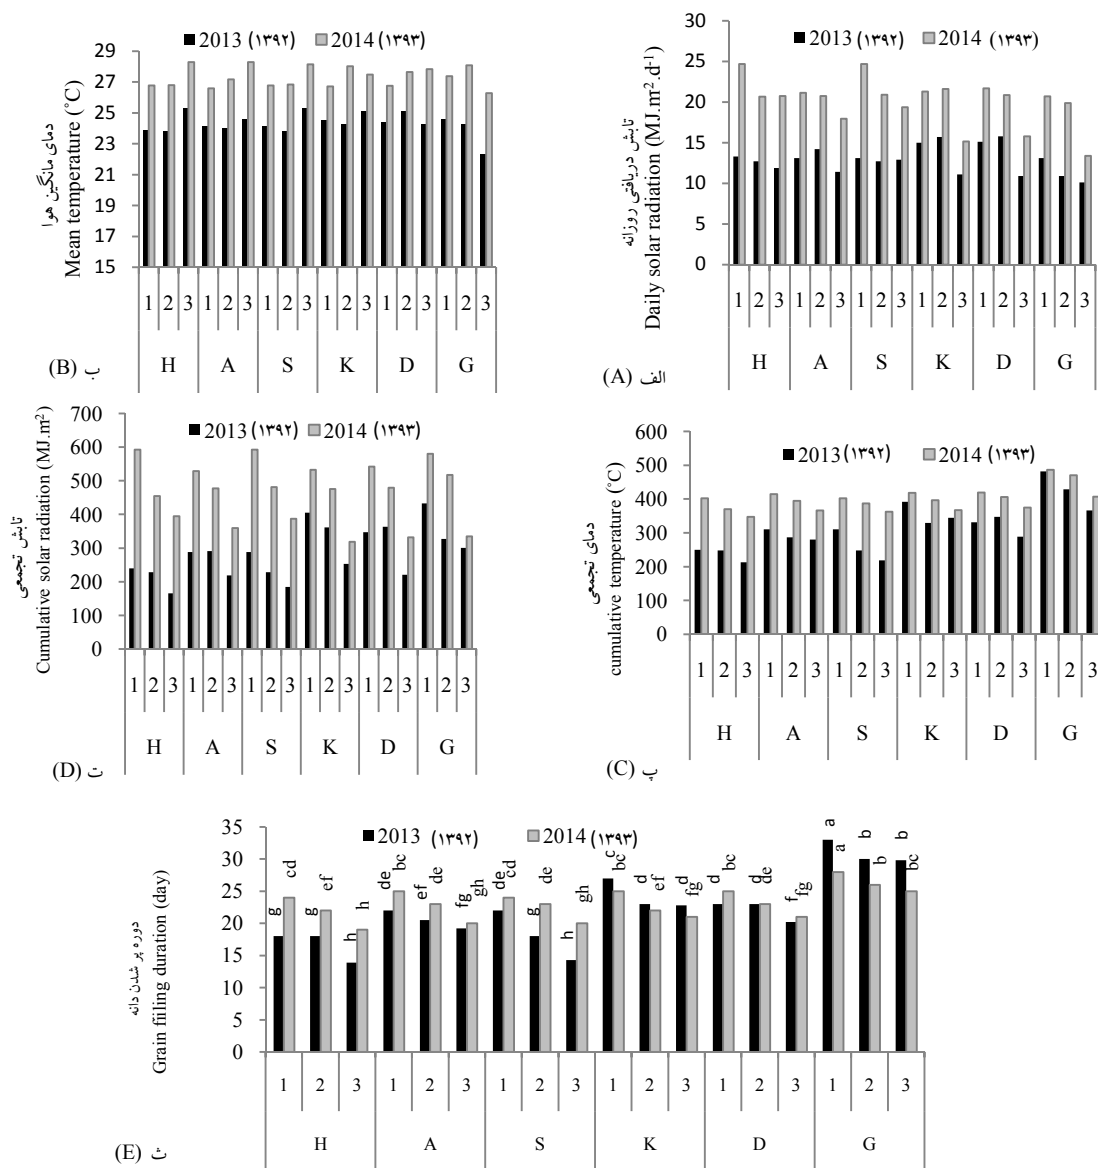 ■ 2013 (۱۳۹۲) ■ 2014 (۱۳۹۳)
دمای مانگین هوا
Mean temperature (˚C)
29
27
25
23
21
19
17
15
1 2 3 1 2 3 1 2 3 1 2 3 1 2 3 1 2 3
H A S K D G
ب (B)
■ 2013 (۱۳۹۲) ■ 2014 (۱۳۹۳)
تابش دریافتی روزانه
Daily solar radiation (MJ.m².d⁻¹)
30
25
20
15
10
5
0
1 2 3 1 2 3 1 2 3 1 2 3 1 2 3 1 2 3
H A S K D G
الف (A)
■ 2013 (۱۳۹۲) ■ 2014 (۱۳۹۳)
تابش تجمعی
Cumulative solar radiation (MJ.m²)
700
600
500
400
300
200
100
0
1 2 3 1 2 3 1 2 3 1 2 3 1 2 3 1 2 3
H A S K D G
ت (D)
■ 2013 (۱۳۹۲) ■ 2014 (۱۳۹۳)
دمای تجمعی
cumulative temperature (˚C)
600
500
400
300
200
100
0
1 2 3 1 2 3 1 2 3 1 2 3 1 2 3 1 2 3
H A S K D G
پ (C)
■ 2013 (۱۳۹۲) ■ 2014 (۱۳۹۳)
دوره پر شدن دانه
Grain fiiling duration (day)
35
30
25
20
15
10
5
0
g cd g ef h h de bc ef de fg gh de cd g de h gh c bc d ef d fg d bc d de f fg a a b b b bc
1 2 3 1 2 3 1 2 3 1 2 3 1 2 3 1 2 3
H A S K D G
ث (E)